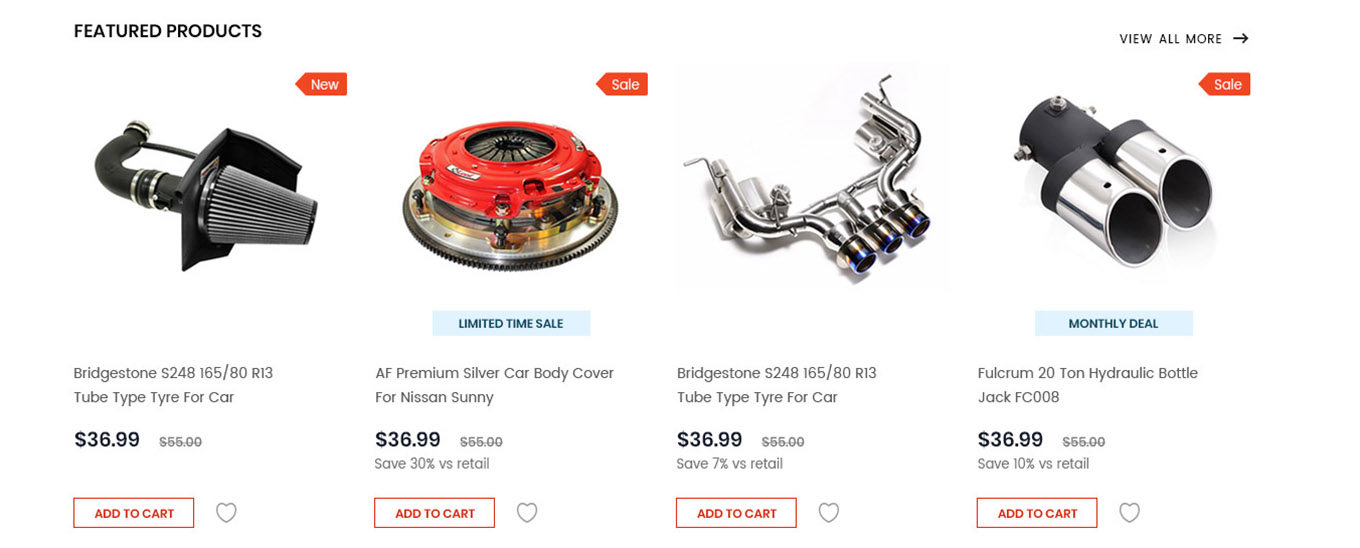 FEATURED PRODUCTS
VIEW ALL MORE
New
Sale
Sale
LIMITED TIME SALE
MONTHLY DEAL
Bridgestone S248 165/80 R13
Tube Type Tyre For Car
$36.99 $55.00
ADD TO CART
AF Premium Silver Car Body Cover
For Nissan Sunny
$36.99 $55.00
Save 30% vs retail
ADD TO CART
Bridgestone S248 165/80 R13
Tube Type Tyre For Car
$36.99 $55.00
Save 7% vs retail
ADD TO CART
Fulcrum 20 Ton Hydraulic Bottle
Jack FC008
$36.99 $55.00
Save 10% vs retail
ADD TO CART